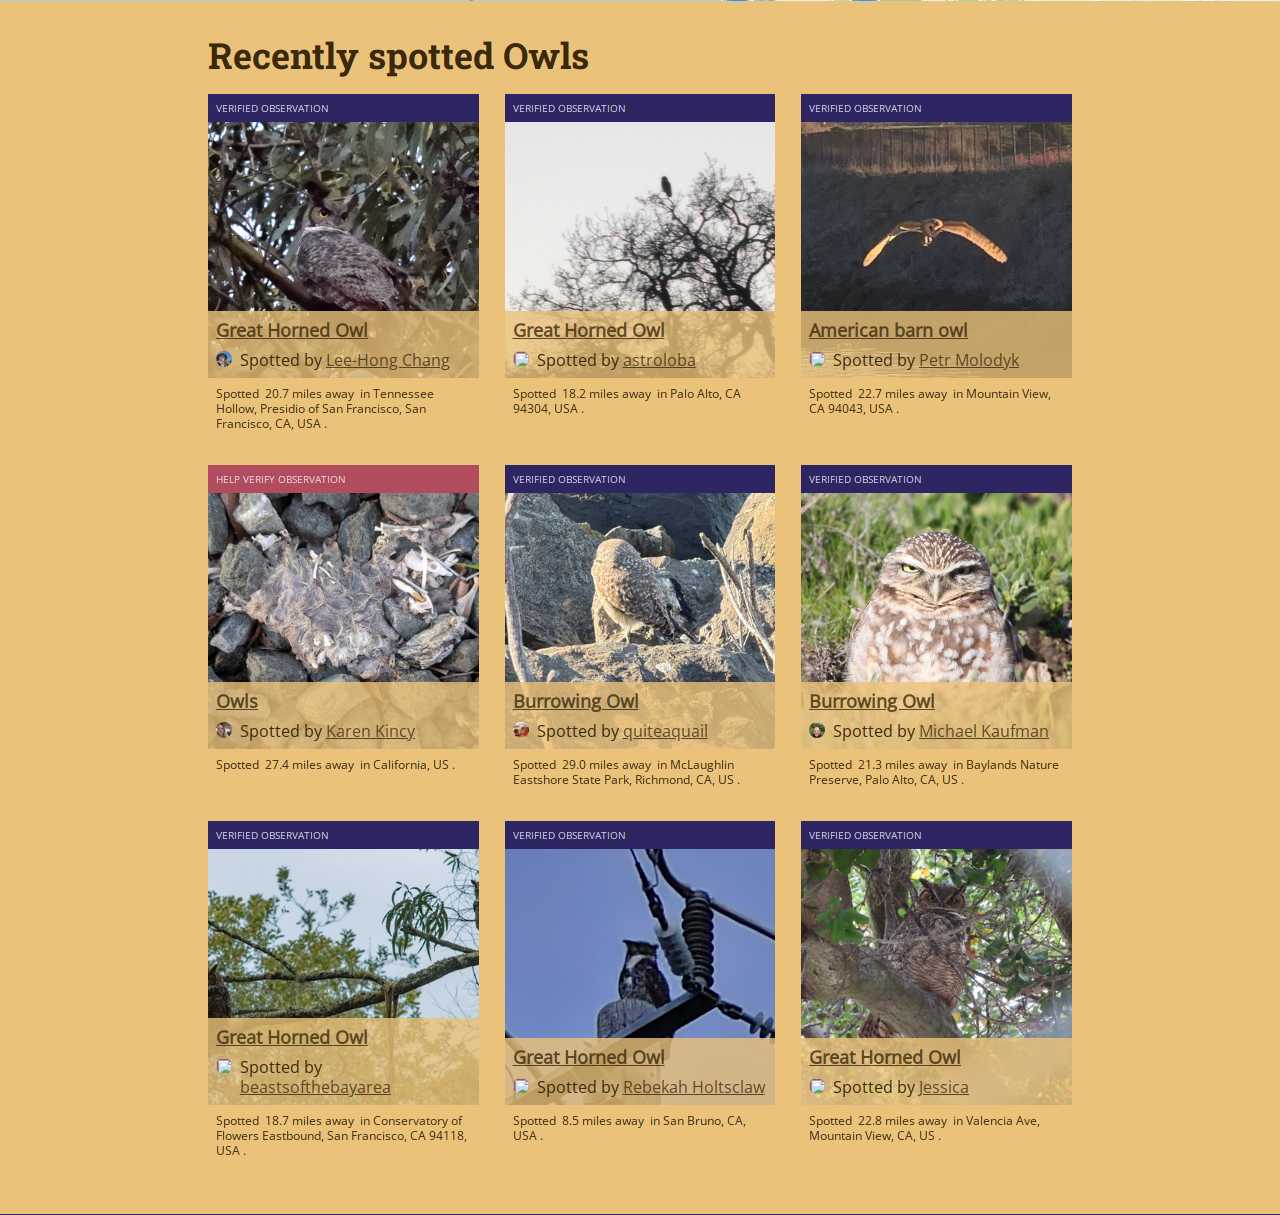 Recently spotted Owls
VERIFIED OBSERVATION
Great Horned Owl
Spotted by Lee-Hong Chang
Spotted 20.7 miles away in Tennessee
Hollow, Presidio of San Francisco, San
Francisco, CA, USA .
VERIFIED OBSERVATION
Great Horned Owl
Spotted by astroloba
Spotted 18.2 miles away in Palo Alto, CA
94304, USA .
VERIFIED OBSERVATION
American barn owl
Spotted by Petr Molodyk
Spotted 22.7 miles away in Mountain View,
CA 94043, USA .
HELP VERIFY OBSERVATION
Owls
Spotted by Karen Kincy
Spotted 27.4 miles away in California, US .
VERIFIED OBSERVATION
Burrowing Owl
Spotted by quiteaquail
Spotted 29.0 miles away in McLaughlin
Eastshore State Park, Richmond, CA, US .
VERIFIED OBSERVATION
Burrowing Owl
Spotted by Michael Kaufman
Spotted 21.3 miles away in Baylands Nature
Preserve, Palo Alto, CA, US .
VERIFIED OBSERVATION
Great Horned Owl
Spotted by
beastsofthebayarea
Spotted 18.7 miles away in Conservatory of
Flowers Eastbound, San Francisco, CA 94118,
USA .
VERIFIED OBSERVATION
Great Horned Owl
Spotted by Rebekah Holtsclaw
Spotted 8.5 miles away in San Bruno, CA,
USA .
VERIFIED OBSERVATION
Great Horned Owl
Spotted by Jessica
Spotted 22.8 miles away in Valencia Ave,
Mountain View, CA, US .